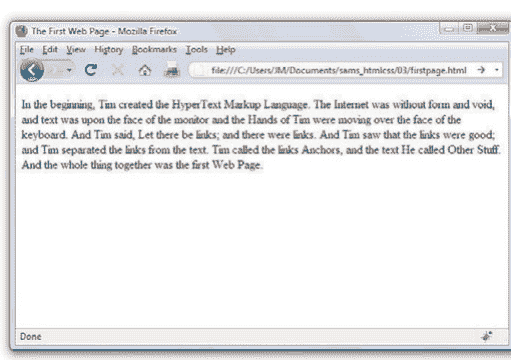 The First Web Page - Mozilla Firefox
File Edit View History Bookmarks Tools Help
file:///C:/Users/JM/Documents/sams_htmlcss/03/firstpage.html
In the beginning, Tim created the HyperText Markup Language. The Internet was without form and void,
and text was upon the face of the monitor and the Hands of Tim were moving over the face of the
keyboard. And Tim said, Let there be links; and there were links. And Tim saw that the links were good;
and Tim separated the links from the text. Tim called the links Anchors, and the text He called Other Stuff.
And the whole thing together was the first Web Page.
Done